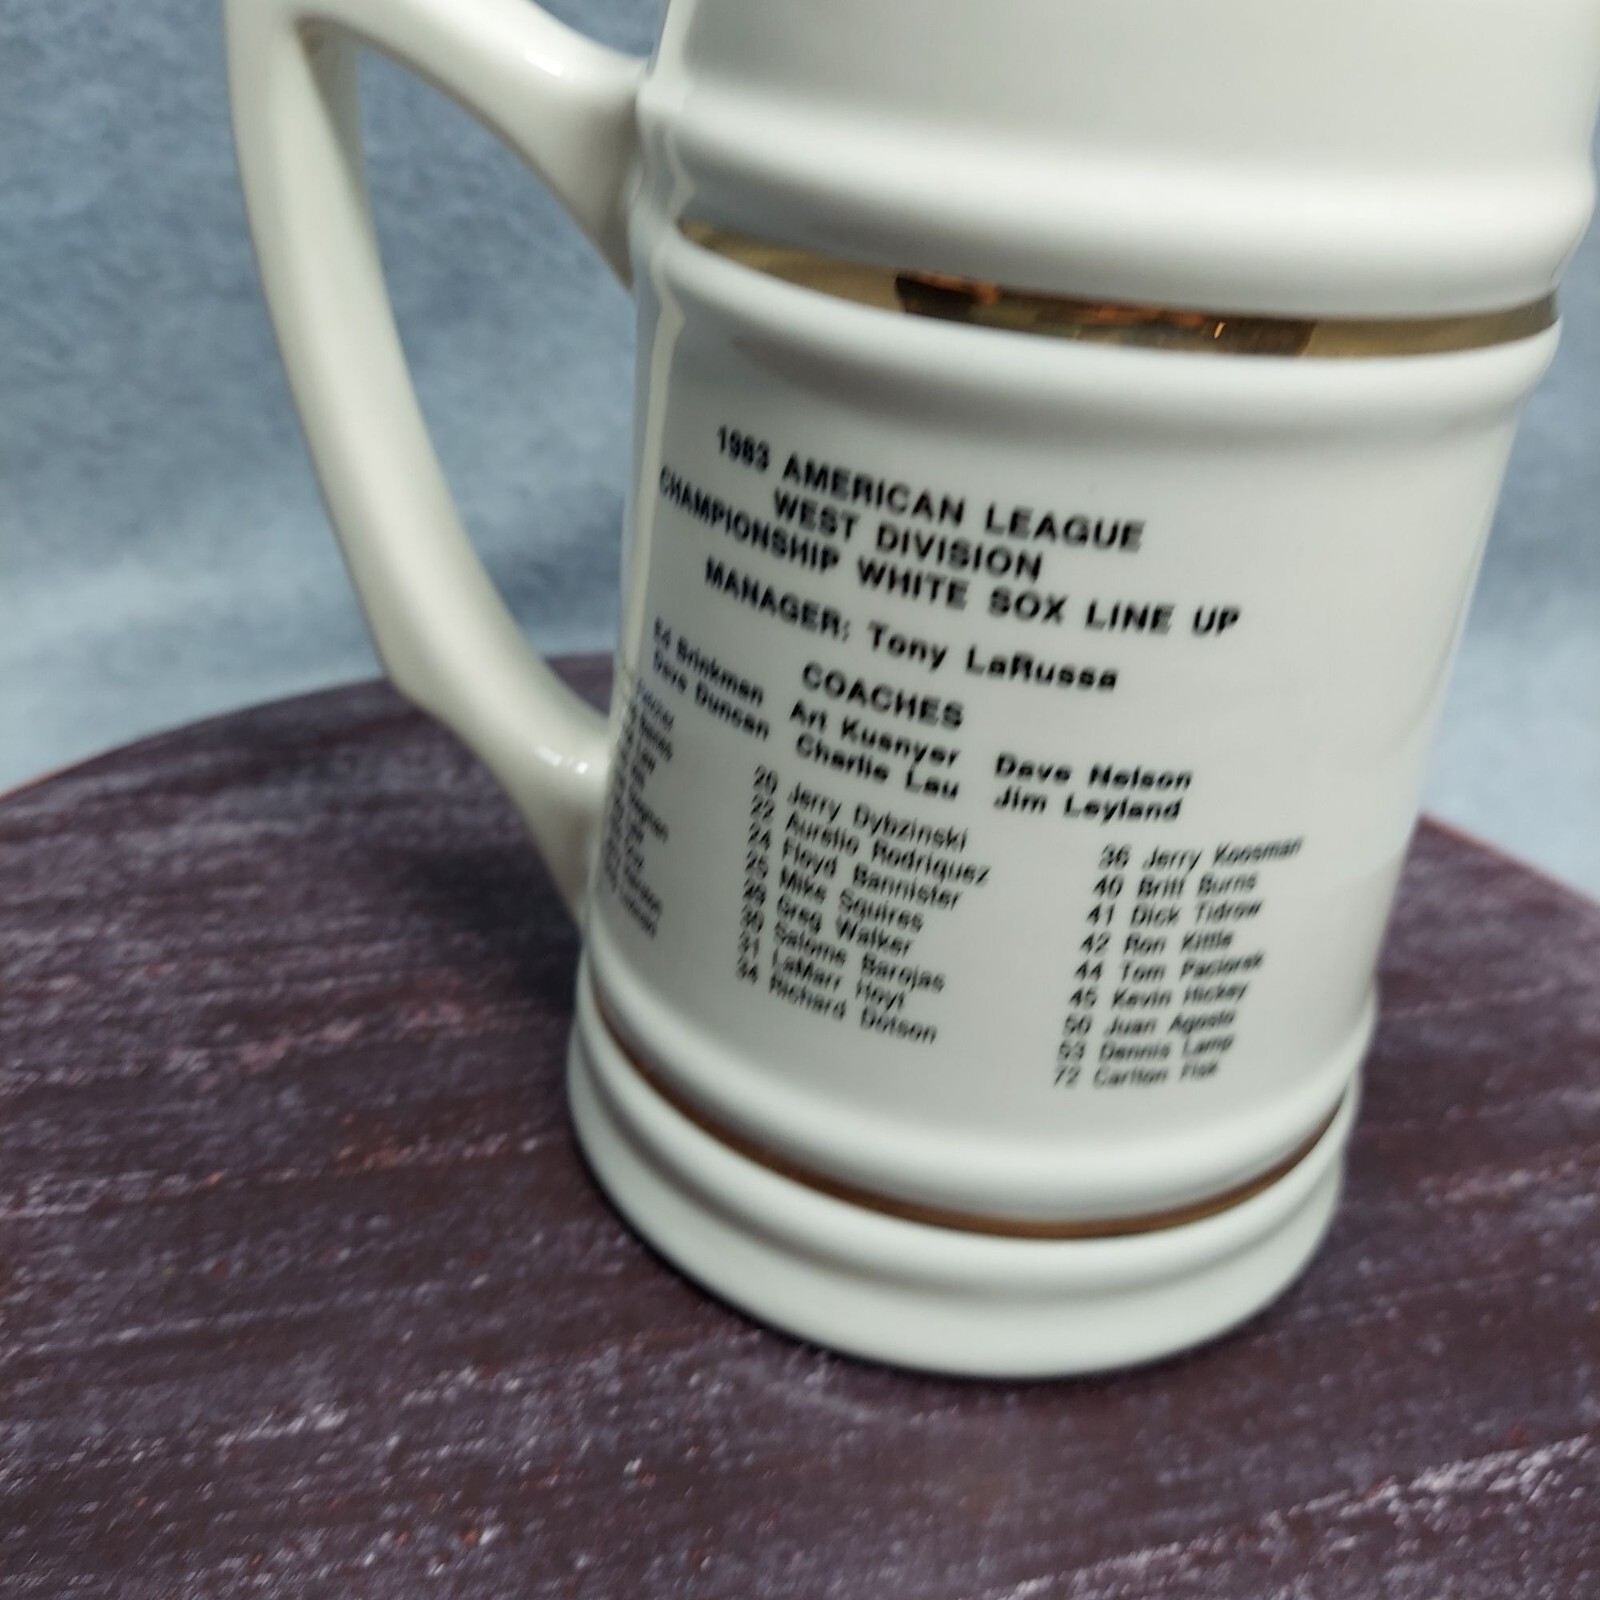 1983 AMERICAN LEAGUE
WEST DIVISION
CHAMPIONSHIP WHITE SOX LINE UP
MANAGER: Tony LaRussa
COACHES
Ed Brinkman Art Kusnyer Dave Nelson
Dave Duncan Charlie Lau Jim Leyland
20 Jerry Dybzinski
22 Aurelio Rodriquez
24 Floyd Bannister
25 Mike Squires
29 Greg Walker
30 Salome Barojas
31 LaMarr Hoyt
34 Richard Dotson
36 Jerry Koosman
40 Britt Burns
41 Dick Tidrow
42 Ron Kittle
44 Tom Paciorek
45 Kevin Hickey
50 Juan Agosto
53 Dennis Lamp
72 Carlton Fisk